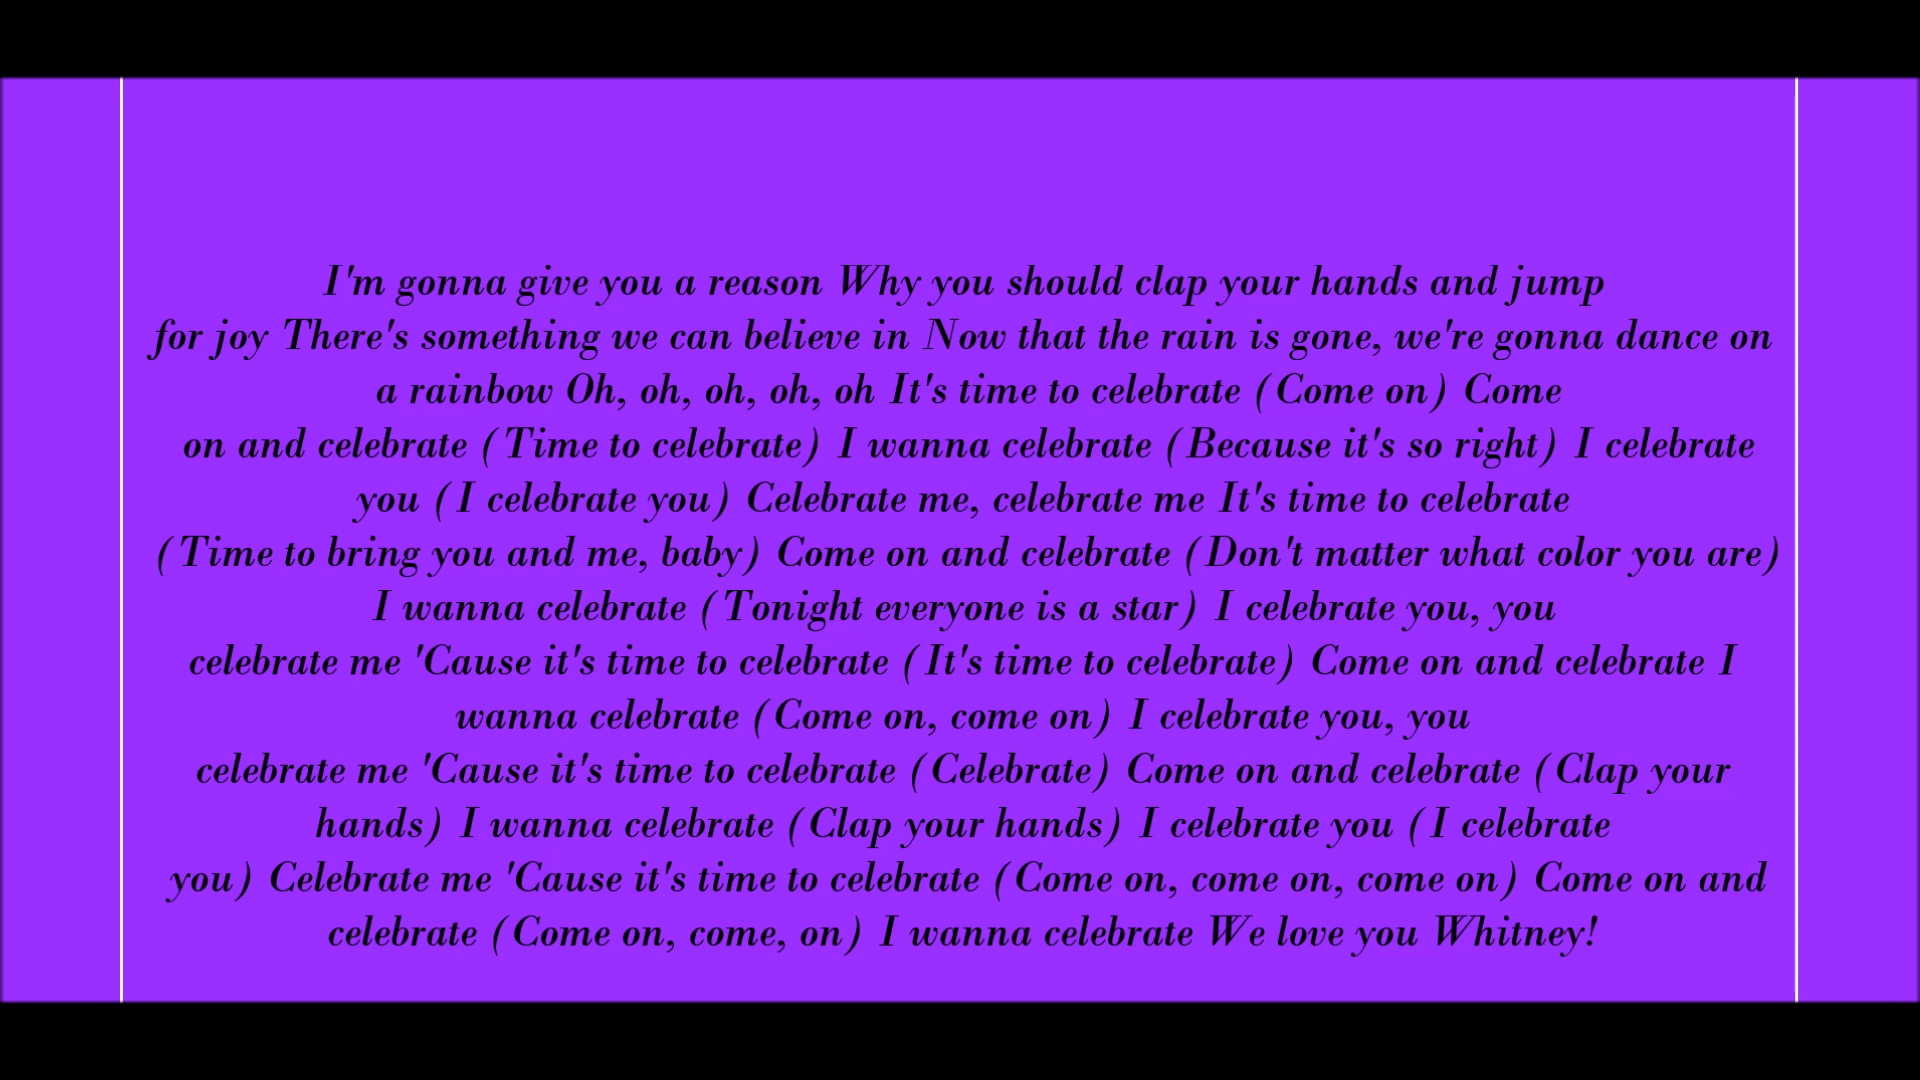 I'm gonna give you a reason Why you should clap your hands and jump
for joy There's something we can believe in Now that the rain is gone, we're gonna dance on
a rainbow Oh, oh, oh, oh, oh It's time to celebrate (Come on) Come
on and celebrate (Time to celebrate) I wanna celebrate (Because it's so right) I celebrate
you (I celebrate you) Celebrate me, celebrate me It's time to celebrate
(Time to bring you and me, baby) Come on and celebrate (Don't matter what color you are)
I wanna celebrate (Tonight everyone is a star) I celebrate you, you
celebrate me 'Cause it's time to celebrate (It's time to celebrate) Come on and celebrate I
wanna celebrate (Come on, come on) I celebrate you, you
celebrate me 'Cause it's time to celebrate (Celebrate) Come on and celebrate (Clap your
hands) I wanna celebrate (Clap your hands) I celebrate you (I celebrate
you) Celebrate me 'Cause it's time to celebrate (Come on, come on, come on) Come on and
celebrate (Come on, come, on) I wanna celebrate We love you Whitney!